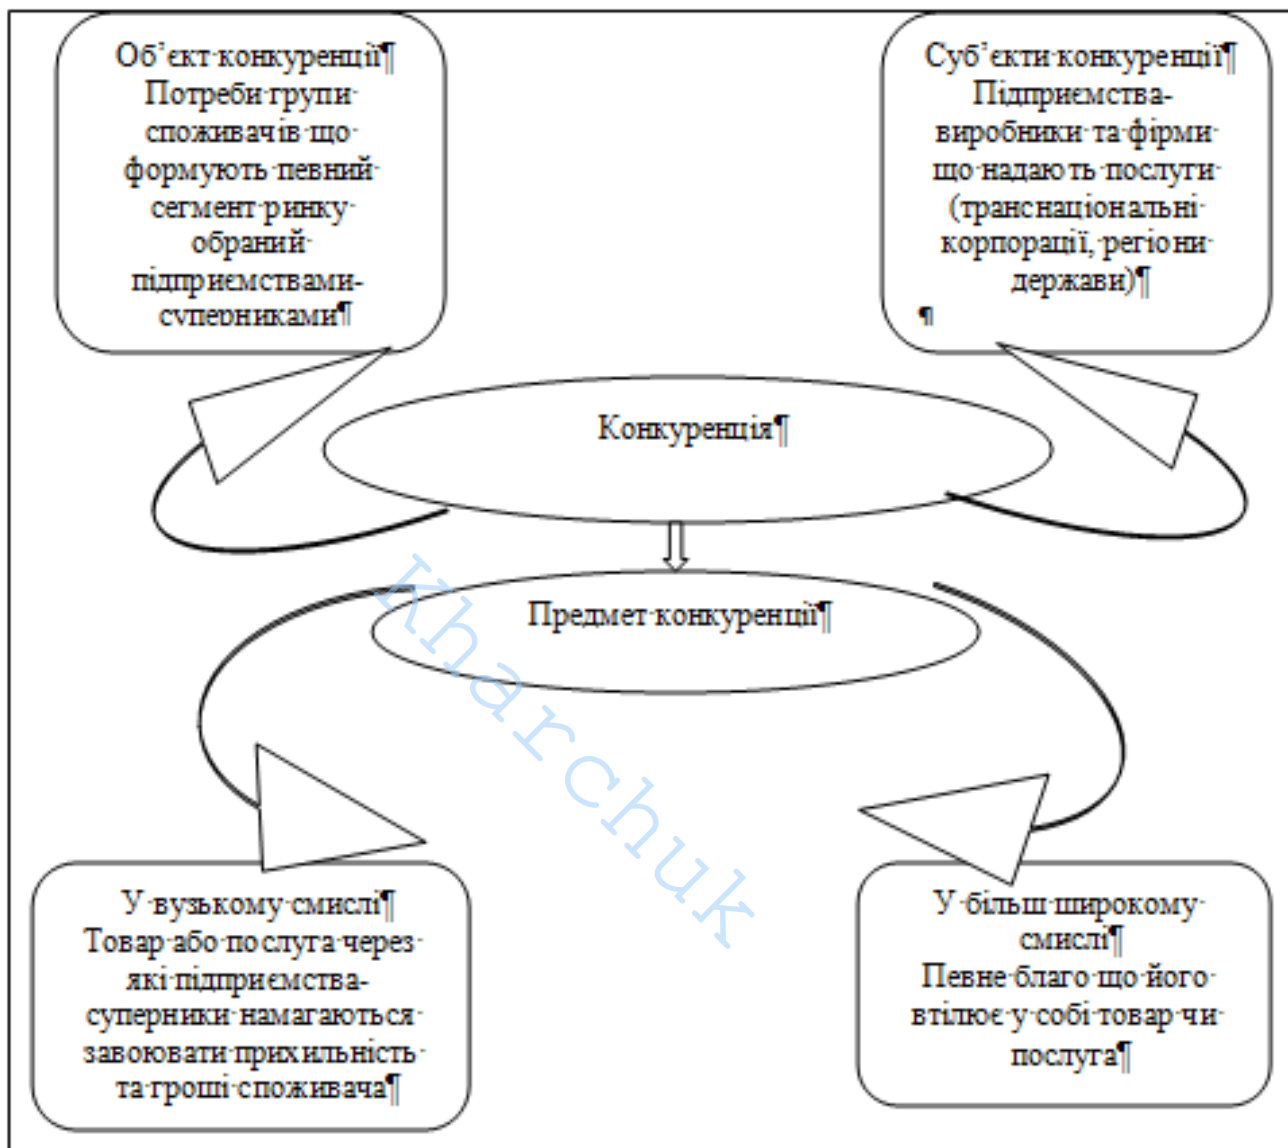 Об’єкт·конкуренції¶
Потреби·групи·
споживачів·що·
формують·певний·
сегмент·ринку·
обраний·
підприємствами-
суперниками¶
Суб’єкти·конкуренції¶
Підприємства-
виробники·та·фірми·
що·надають·послуги·
(транснаціональні·
корпорації,·регіони·
держави)¶
¶
Конкуренція¶
Предмет·конкуренції¶
Kharchuk
У·вузькому·смислі¶
Товар·або·послуга·через·
які·підприємства-
суперники·намагаються·
завоювати·прихильність·
та·гроші·споживача¶
У·більш·широкому·
смислі¶
Певне·благо·що·його·
втілює·у·собі·товар·чи·
послуга¶